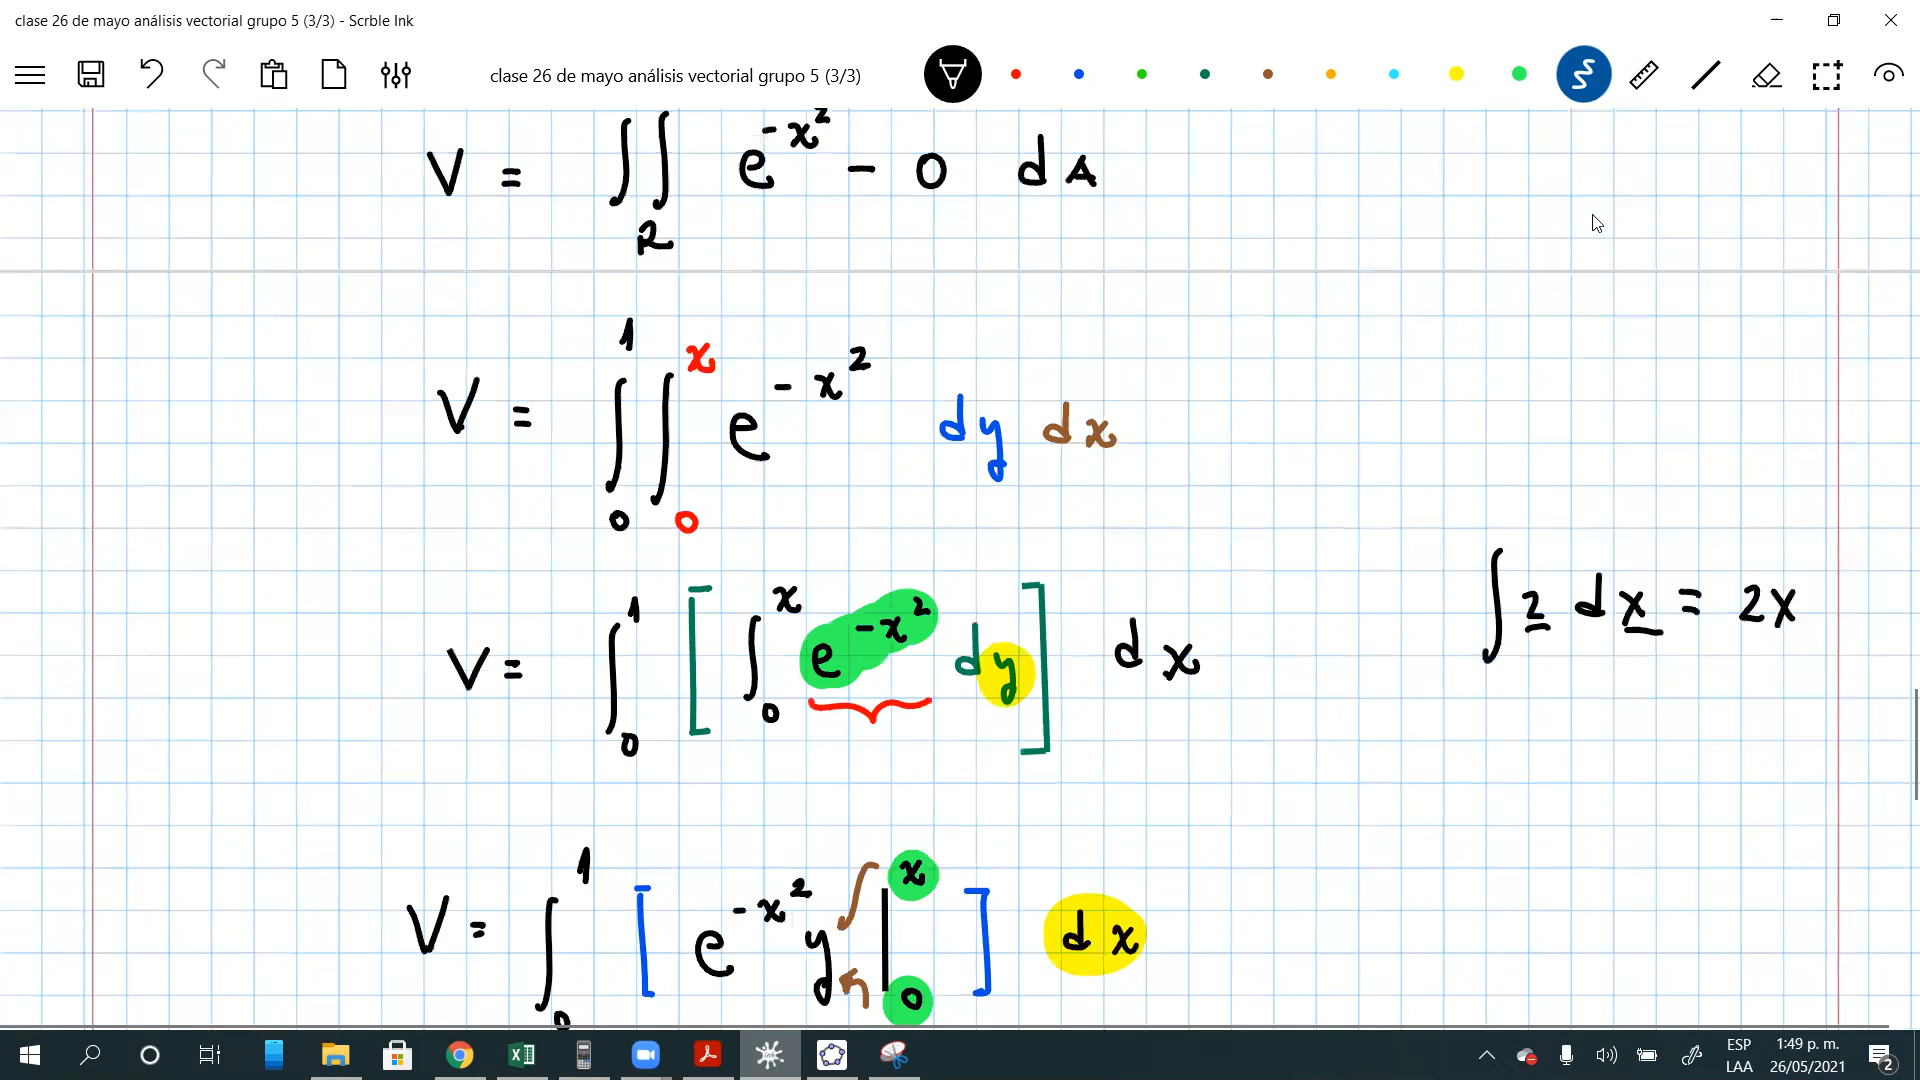 clase 26 de mayo análisis vectorial grupo 5 (3/3) - Scrble Ink
clase 26 de mayo análisis vectorial grupo 5 (3/3)
V = ∬_R e^{-x^2} - 0 dA
V = ∫_0^1 ∫_0^x e^{-x^2} dy dx
∫ 2 dx = 2x
V = ∫_0^1 [ ∫_0^x e^{-x^2} dy ] dx
V = ∫_0^1 [ e^{-x^2} y |_0^x ] dx
ESP
LAA
1:49 p. m.
26/05/2021
2